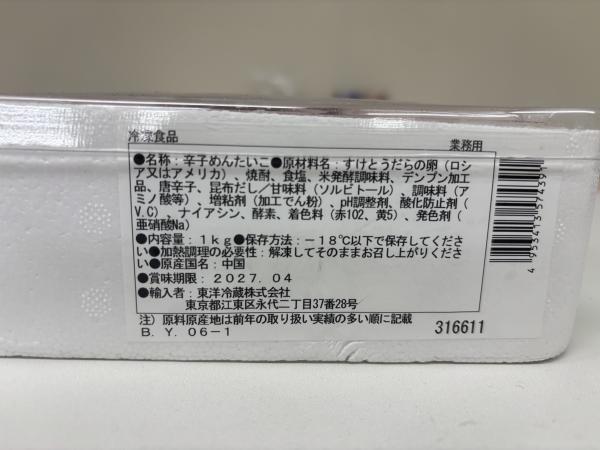 冷凍食品 業務用
●名称：辛子めんたいこ●原材料名：すけとうだらの卵（ロシ
ア又はアメリカ）、焼酎、食塩、米発酵調味料、デンプン加工
品、唐辛子、昆布だし／甘味料（ソルビトール）、調味料（ア
ミノ酸等）、増粘剤（加工でん粉）、pH調整剤、酸化防止剤（
V.C）、ナイアシン、酵素、着色料（赤102、黄5）、発色剤（
亜硝酸Na）
●内容量：1kg●保存方法：－18℃以下で保存してくださ
い●加熱調理の必要性：解凍してそのままお召し上がりくださ
い●原産国名：中国
●賞味期限：2027.04
●輸入者：東洋冷蔵株式会社
東京都江東区永代二丁目37番28号
注）原料原産地は前年の取り扱い実績の多い順に記載
B.Y.06-1 316611